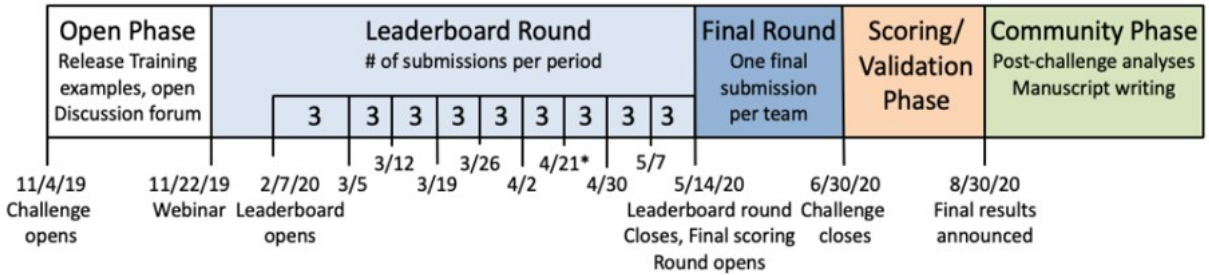 Open Phase
Release Training
examples, open
Discussion forum
Leaderboard Round
# of submissions per period
3 3 3 3 3 3 3 3 3
Final Round
One final
submission
per team
Scoring/
Validation
Phase
Community Phase
Post-challenge analyses
Manuscript writing
3/12 3/26 4/21* 5/7
11/4/19
Challenge
opens
11/22/19
Webinar
2/7/20
Leaderboard
opens
3/5 3/19 4/2 4/30
5/14/20
Leaderboard round
Closes, Final scoring
Round opens
6/30/20
Challenge
closes
8/30/20
Final results
announced